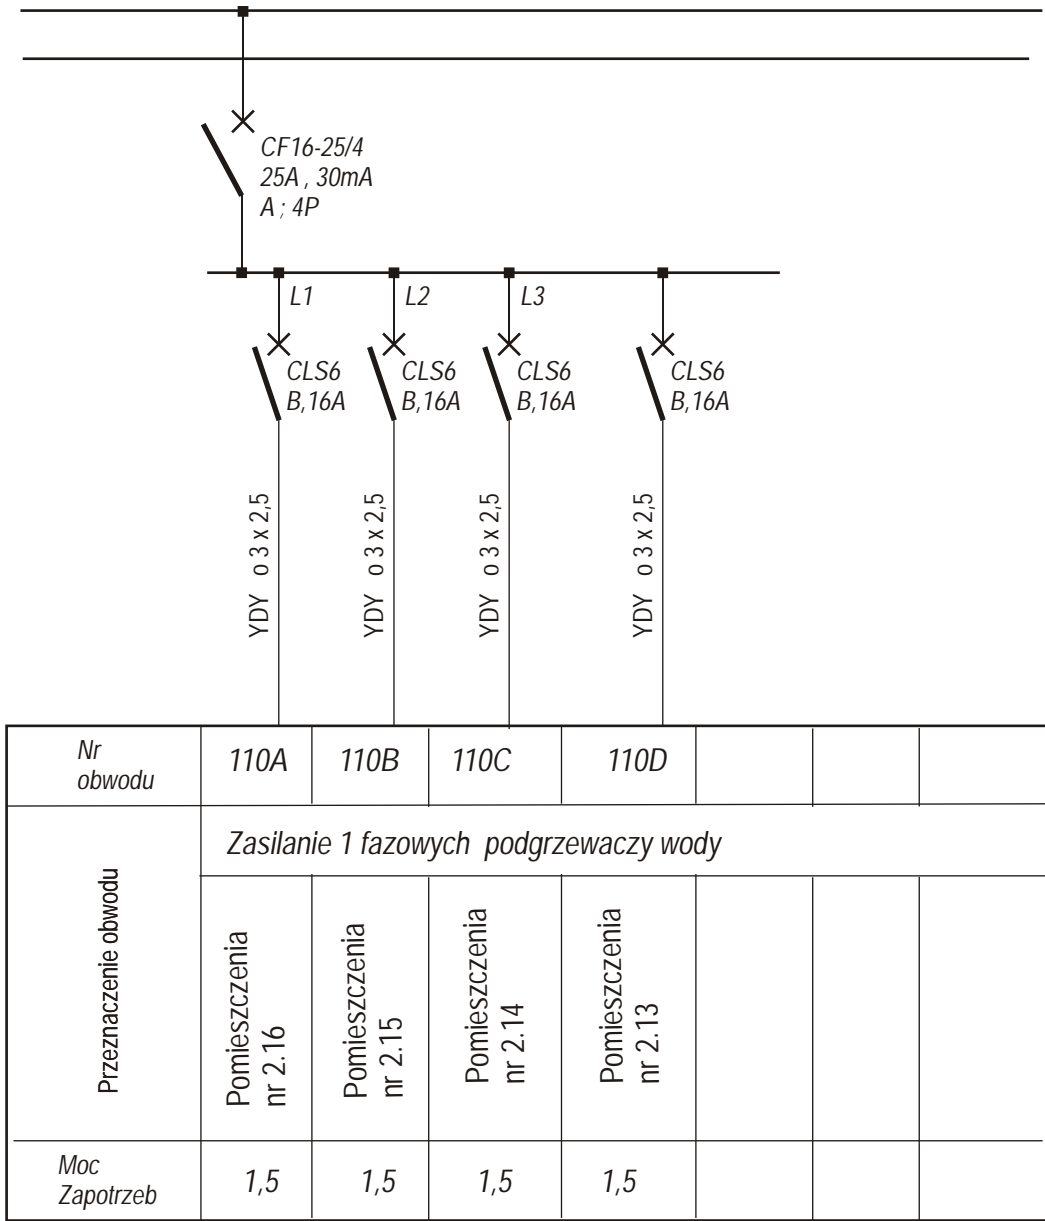 CF16-25/4
25A , 30mA
A ; 4P
L1
L2
L3
CLS6
B,16A
CLS6
B,16A
CLS6
B,16A
CLS6
B,16A
YDY o 3 x 2,5
YDY o 3 x 2,5
YDY o 3 x 2,5
YDY o 3 x 2,5
Nr
obwodu
110A
110B
110C
110D
Przeznaczenie obwodu
Zasilanie 1 fazowych podgrzewaczy wody
Pomieszczenia
nr 2.16
Pomieszczenia
nr 2.15
Pomieszczenia
nr 2.14
Pomieszczenia
nr 2.13
Moc
Zapotrzeb
1,5
1,5
1,5
1,5